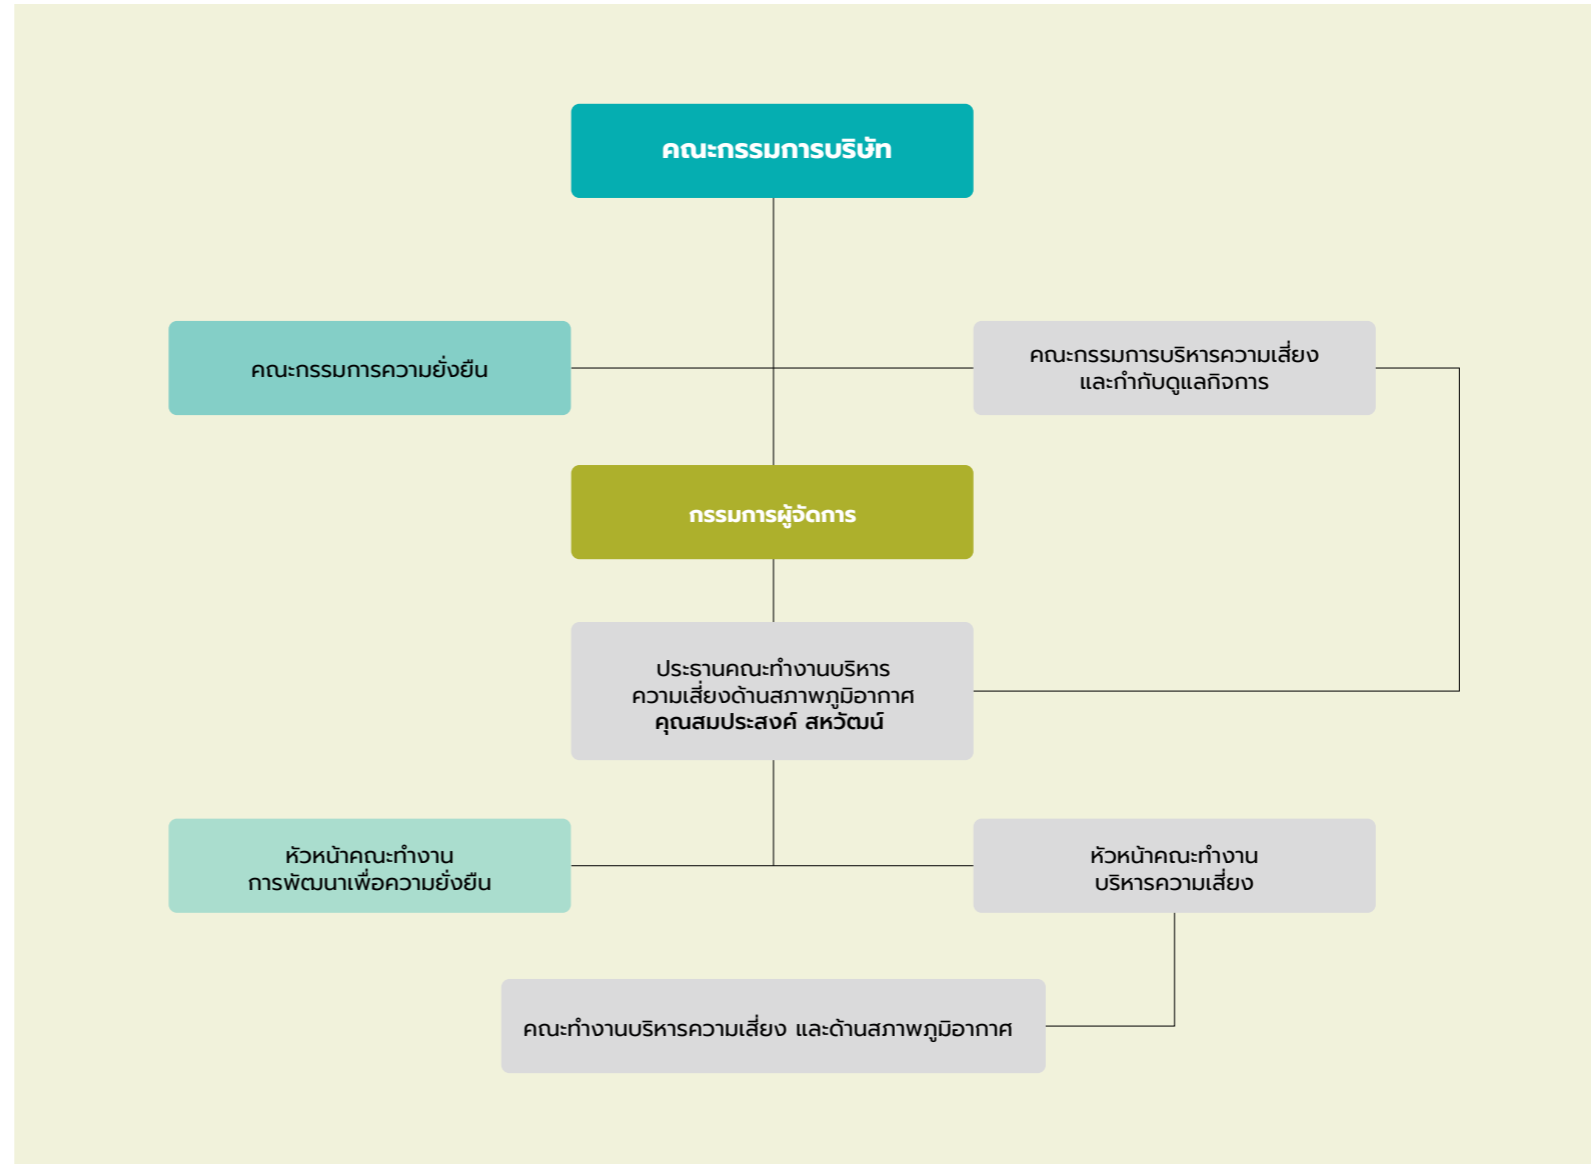 คณะกรรมการบริษัท
คณะกรรมการความยั่งยืน
คณะกรรมการบริหารความเสี่ยง
และกำกับดูแลกิจการ
กรรมการผู้จัดการ
ประธานคณะทำงานบริหาร
ความเสี่ยงด้านสภาพภูมิอากาศ
คุณสมประสงค์ สหวัฒน์
หัวหน้าคณะทำงาน
การพัฒนาเพื่อความยั่งยืน
หัวหน้าคณะทำงาน
บริหารความเสี่ยง
คณะทำงานบริหารความเสี่ยง และด้านสภาพภูมิอากาศ